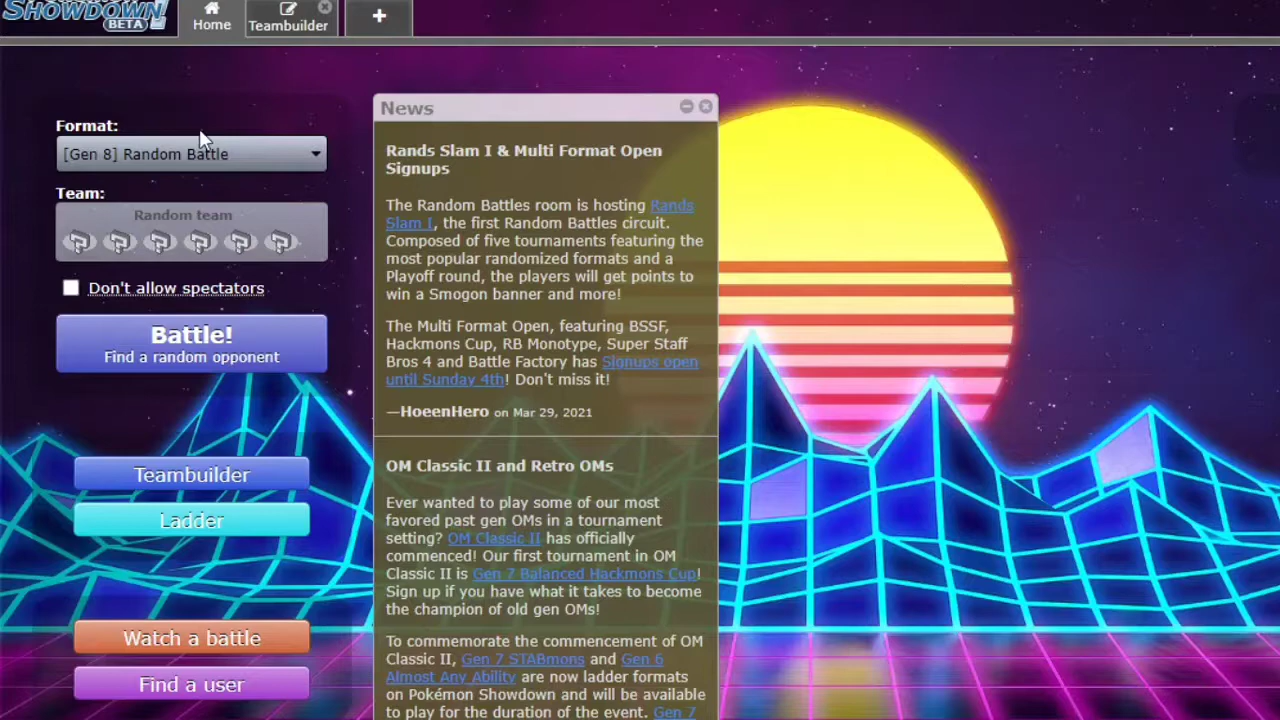 SHOWDOWN!
BETA
Home
Teambuilder
+
Format:
[Gen 8] Random Battle
Team:
Random team
Don't allow spectators
Battle!
Find a random opponent
Teambuilder
Ladder
Watch a battle
Find a user
News
Rands Slam I & Multi Format Open
Signups
The Random Battles room is hosting Rands
Slam I, the first Random Battles circuit.
Composed of five tournaments featuring the
most popular randomized formats and a
Playoff round, the players will get points to
win a Smogon banner and more!
The Multi Format Open, featuring BSSF,
Hackmons Cup, RB Monotype, Super Staff
Bros 4 and Battle Factory has Signups open
until Sunday 4th! Don't miss it!
—HoeenHero on Mar 29, 2021
OM Classic II and Retro OMs
Ever wanted to play some of our most
favored past gen OMs in a tournament
setting? OM Classic II has officially
commenced! Our first tournament in OM
Classic II is Gen 7 Balanced Hackmons Cup!
Sign up if you have what it takes to become
the champion of old gen OMs!
To commemorate the commencement of OM
Classic II, Gen 7 STABmons and Gen 6
Almost Any Ability are now ladder formats
on Pokémon Showdown and will be available
to play for the duration of the event. Gen 7